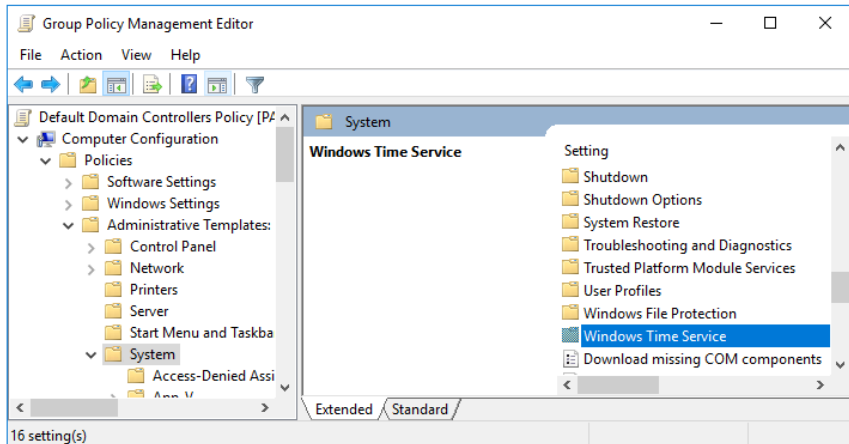 Group Policy Management Editor
File Action View Help
Default Domain Controllers Policy [PA
Computer Configuration
Policies
Software Settings
Windows Settings
Administrative Templates:
Control Panel
Network
Printers
Server
Start Menu and Taskba
System
Access-Denied Assi
App-V
System
Windows Time Service
Setting
Shutdown
Shutdown Options
System Restore
Troubleshooting and Diagnostics
Trusted Platform Module Services
User Profiles
Windows File Protection
Windows Time Service
Download missing COM components
Extended Standard
16 setting(s)